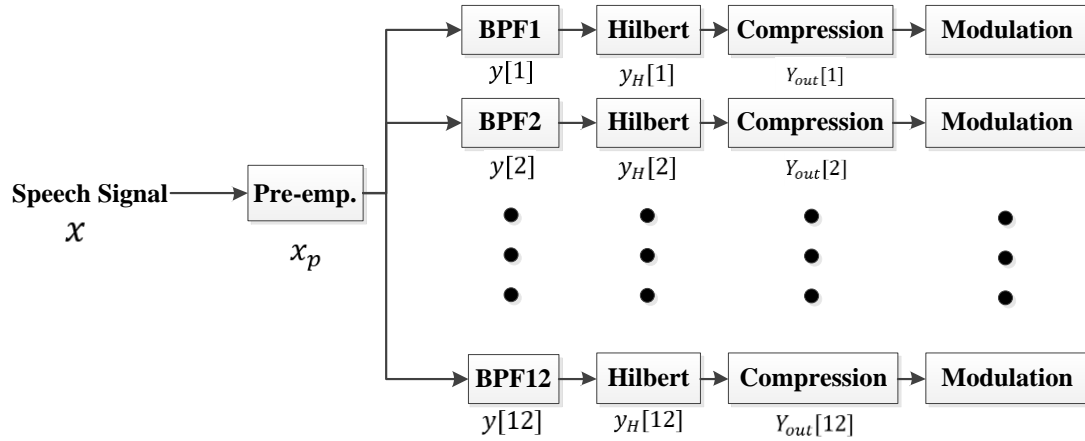 BPF1 Hilbert Compression Modulation
y[1] y_H[1] Y_out[1]
BPF2 Hilbert Compression Modulation
y[2] y_H[2] Y_out[2]
Speech Signal Pre-emp.
x x_p
BPF12 Hilbert Compression Modulation
y[12] y_H[12] Y_out[12]